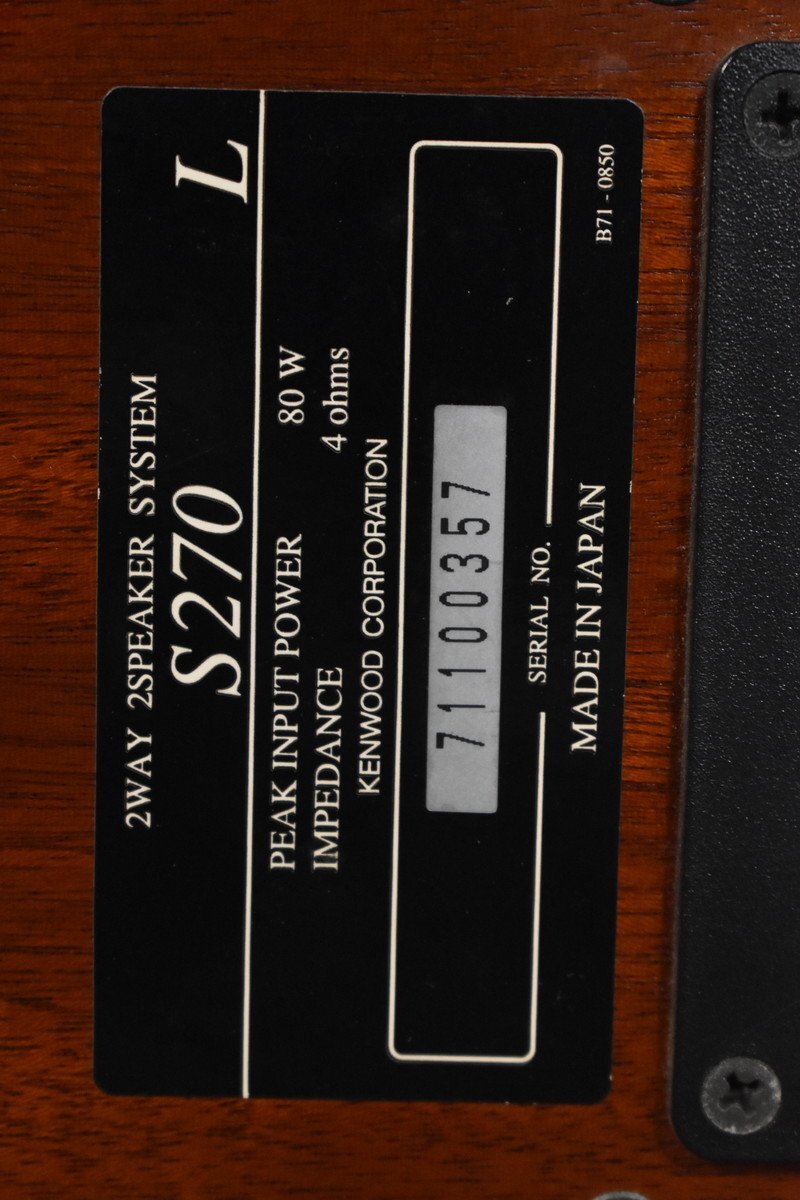 2WAY 2SPEAKER SYSTEM
S270 L
PEAK INPUT POWER 80 W
IMPEDANCE 4 ohms
KENWOOD CORPORATION
71100357
SERIAL NO.
MADE IN JAPAN
B71 - 0850